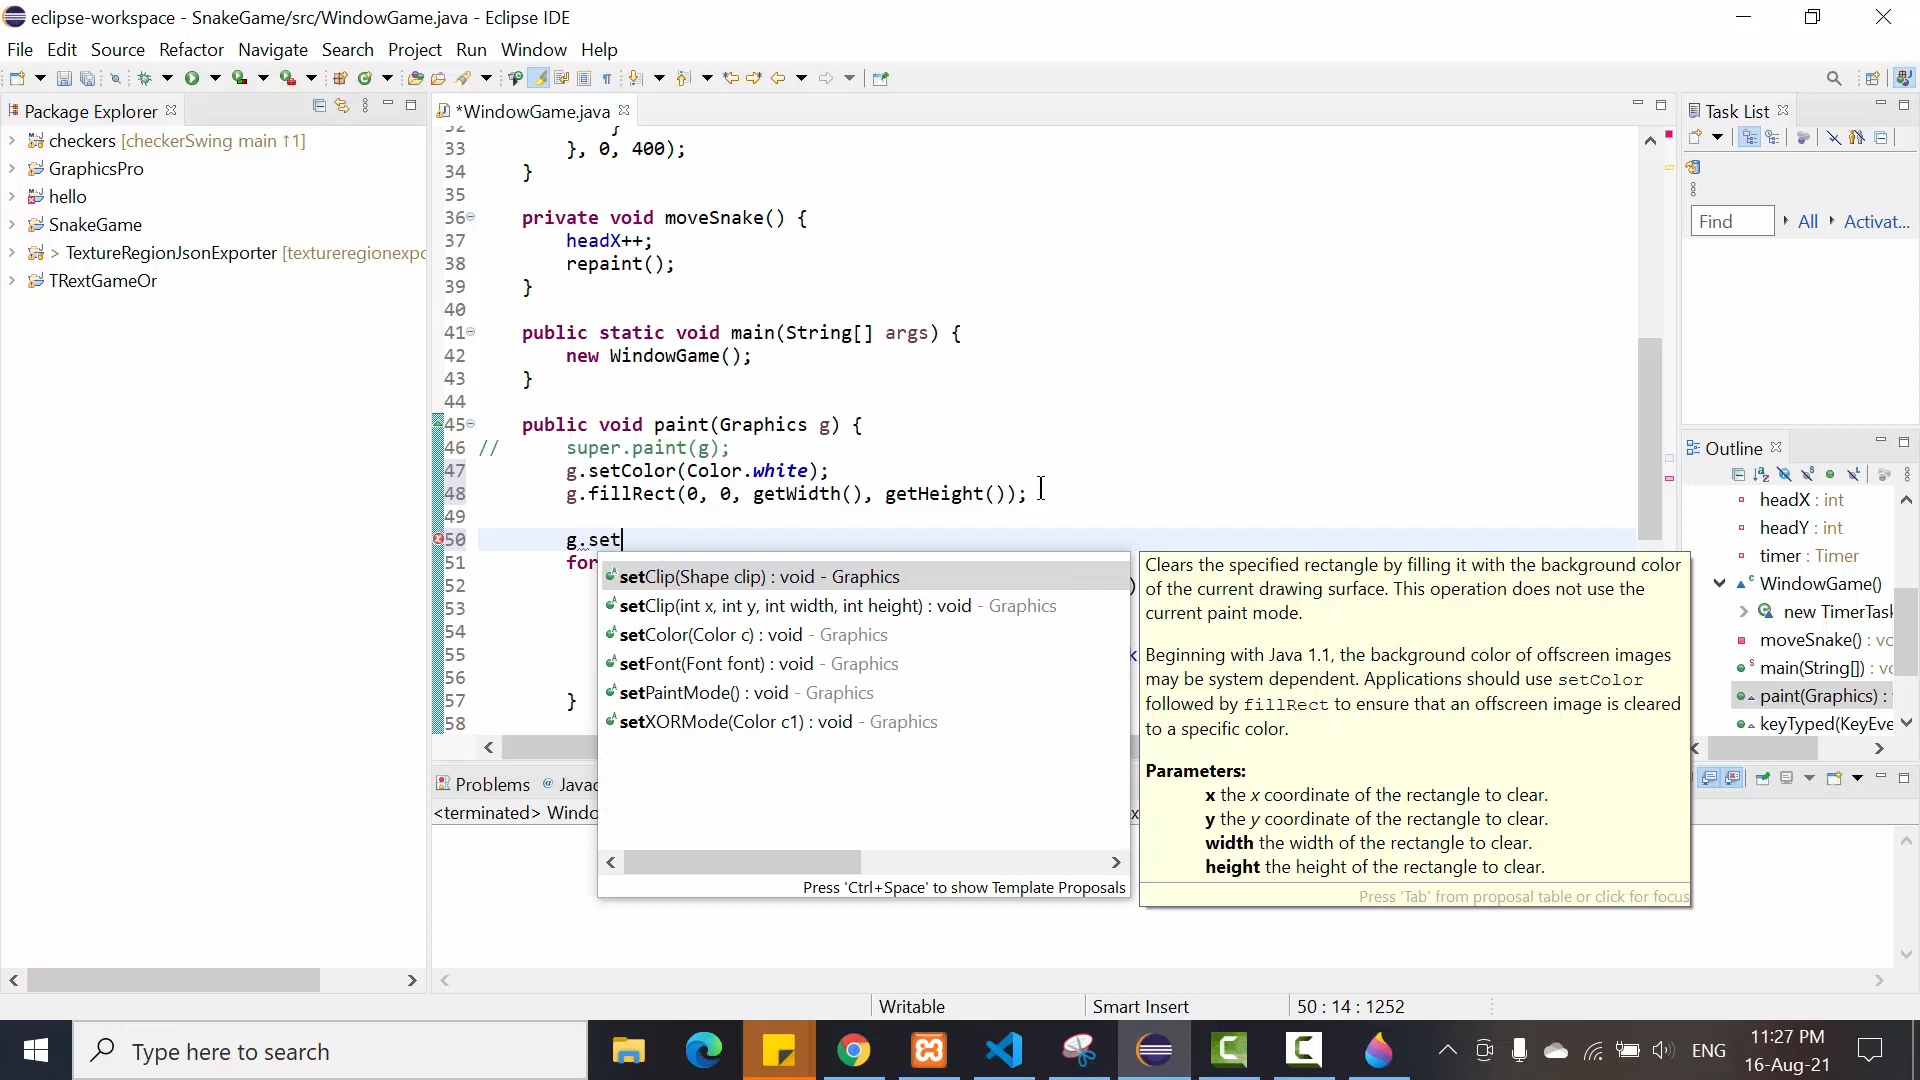 eclipse-workspace - SnakeGame/src/WindowGame.java - Eclipse IDE
File Edit Source Refactor Navigate Search Project Run Window Help
Package Explorer
checkers [checkerSwing main ↑1]
GraphicsPro
hello
SnakeGame
> TextureRegionJsonExporter [textureregionexpo
TRextGameOr
*WindowGame.java
32 }
33 }, 0, 400);
34 }
35
36 private void moveSnake() {
37 headX++;
38 repaint();
39 }
40
41 public static void main(String[] args) {
42 new WindowGame();
43 }
44
45 public void paint(Graphics g) {
46 // super.paint(g);
47 g.setColor(Color.white);
48 g.fillRect(0, 0, getWidth(), getHeight());
49
50 g.set
51 for
52 )
53
54
55 k
56
57 }
58
setClip(Shape clip) : void - Graphics
setClip(int x, int y, int width, int height) : void - Graphics
setColor(Color c) : void - Graphics
setFont(Font font) : void - Graphics
setPaintMode() : void - Graphics
setXORMode(Color c1) : void - Graphics
Press 'Ctrl+Space' to show Template Proposals
Clears the specified rectangle by filling it with the background color
of the current drawing surface. This operation does not use the
current paint mode.
Beginning with Java 1.1, the background color of offscreen images
may be system dependent. Applications should use setColor
followed by fillRect to ensure that an offscreen image is cleared
to a specific color.
Parameters:
x the x coordinate of the rectangle to clear.
y the y coordinate of the rectangle to clear.
width the width of the rectangle to clear.
height the height of the rectangle to clear.
Press 'Tab' from proposal table or click for focus
Task List
Find All Activat...
Outline
headX : int
headY : int
timer : Timer
WindowGame()
new TimerTask
moveSnake() : vo
main(String[]) : vo
paint(Graphics) :
keyTyped(KeyEve
Problems @ Javac
<terminated> Windo
Writable Smart Insert 50 : 14 : 1252
Type here to search
ENG
11:27 PM
16-Aug-21